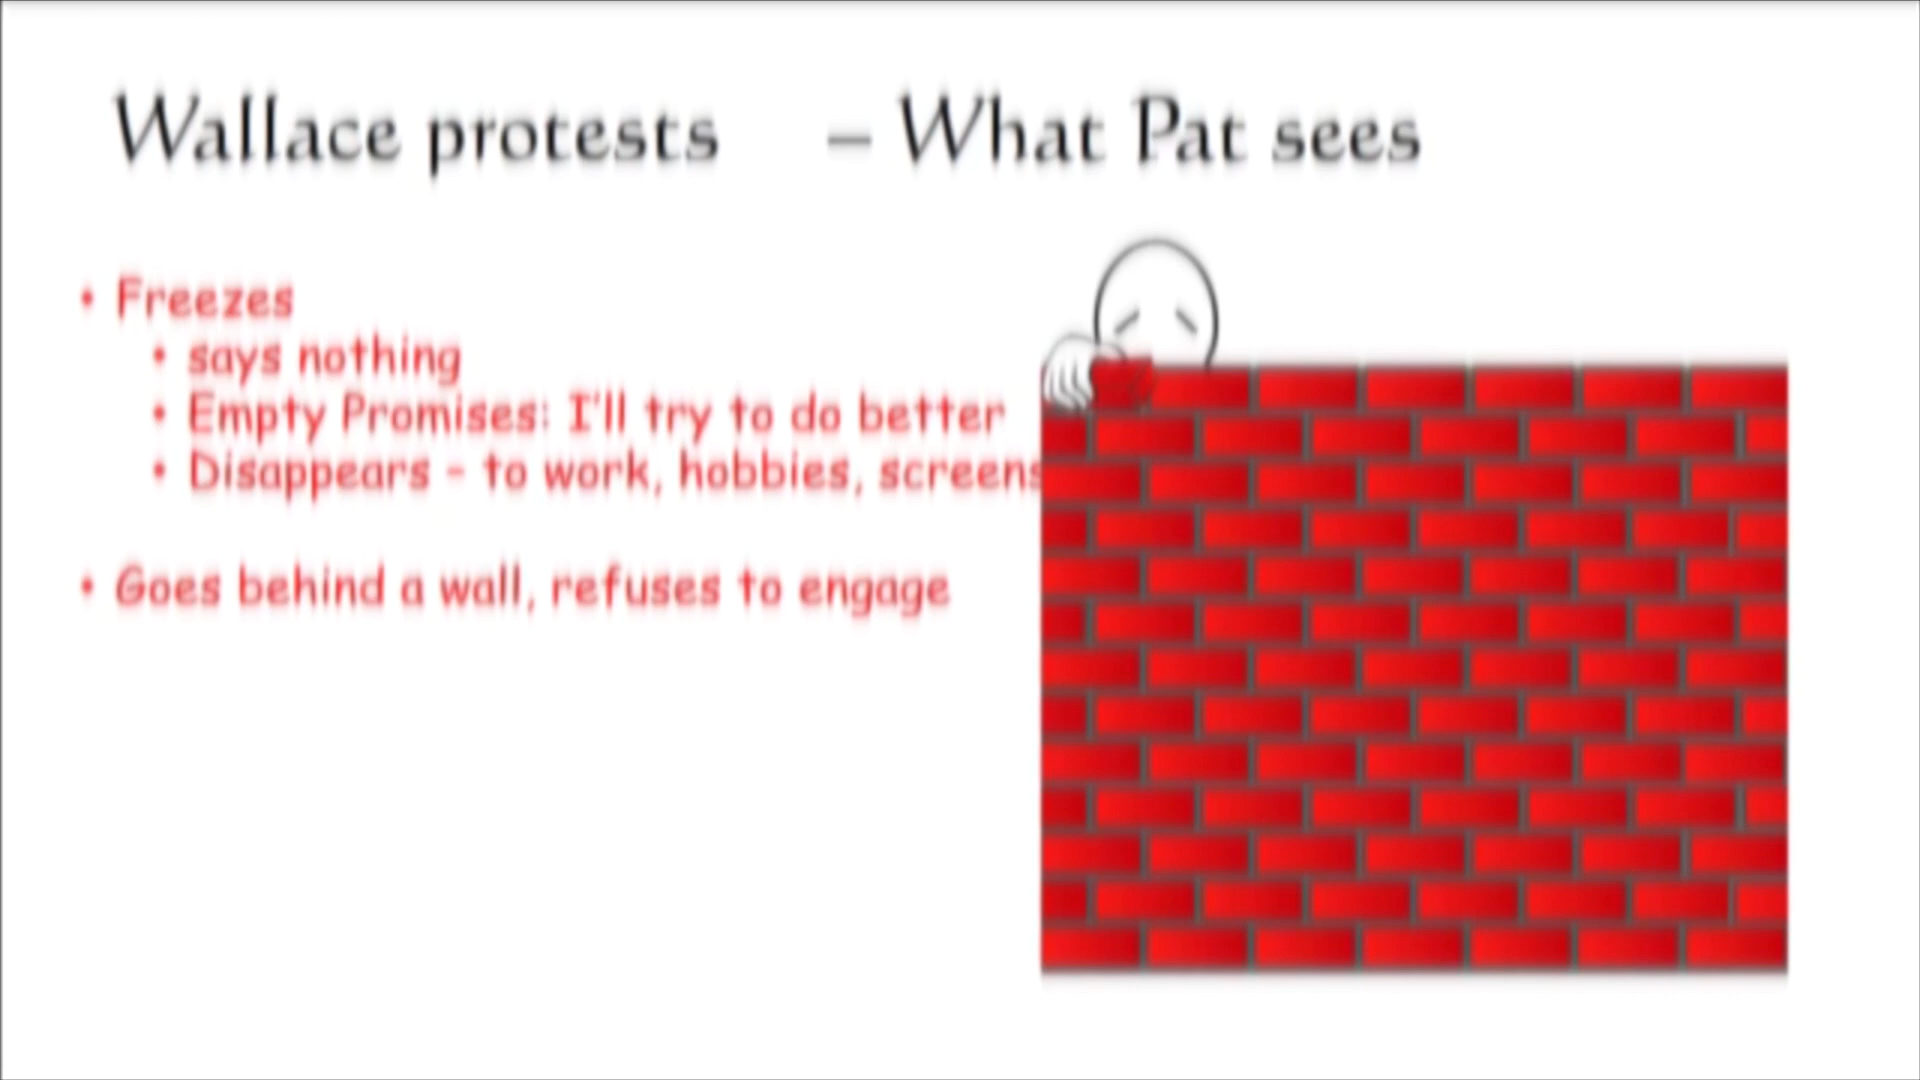 Wallace protests – What Pat sees
• Freezes
• says nothing
• Empty Promises: I'll try to do better
• Disappears - to work, hobbies, screens
• Goes behind a wall, refuses to engage